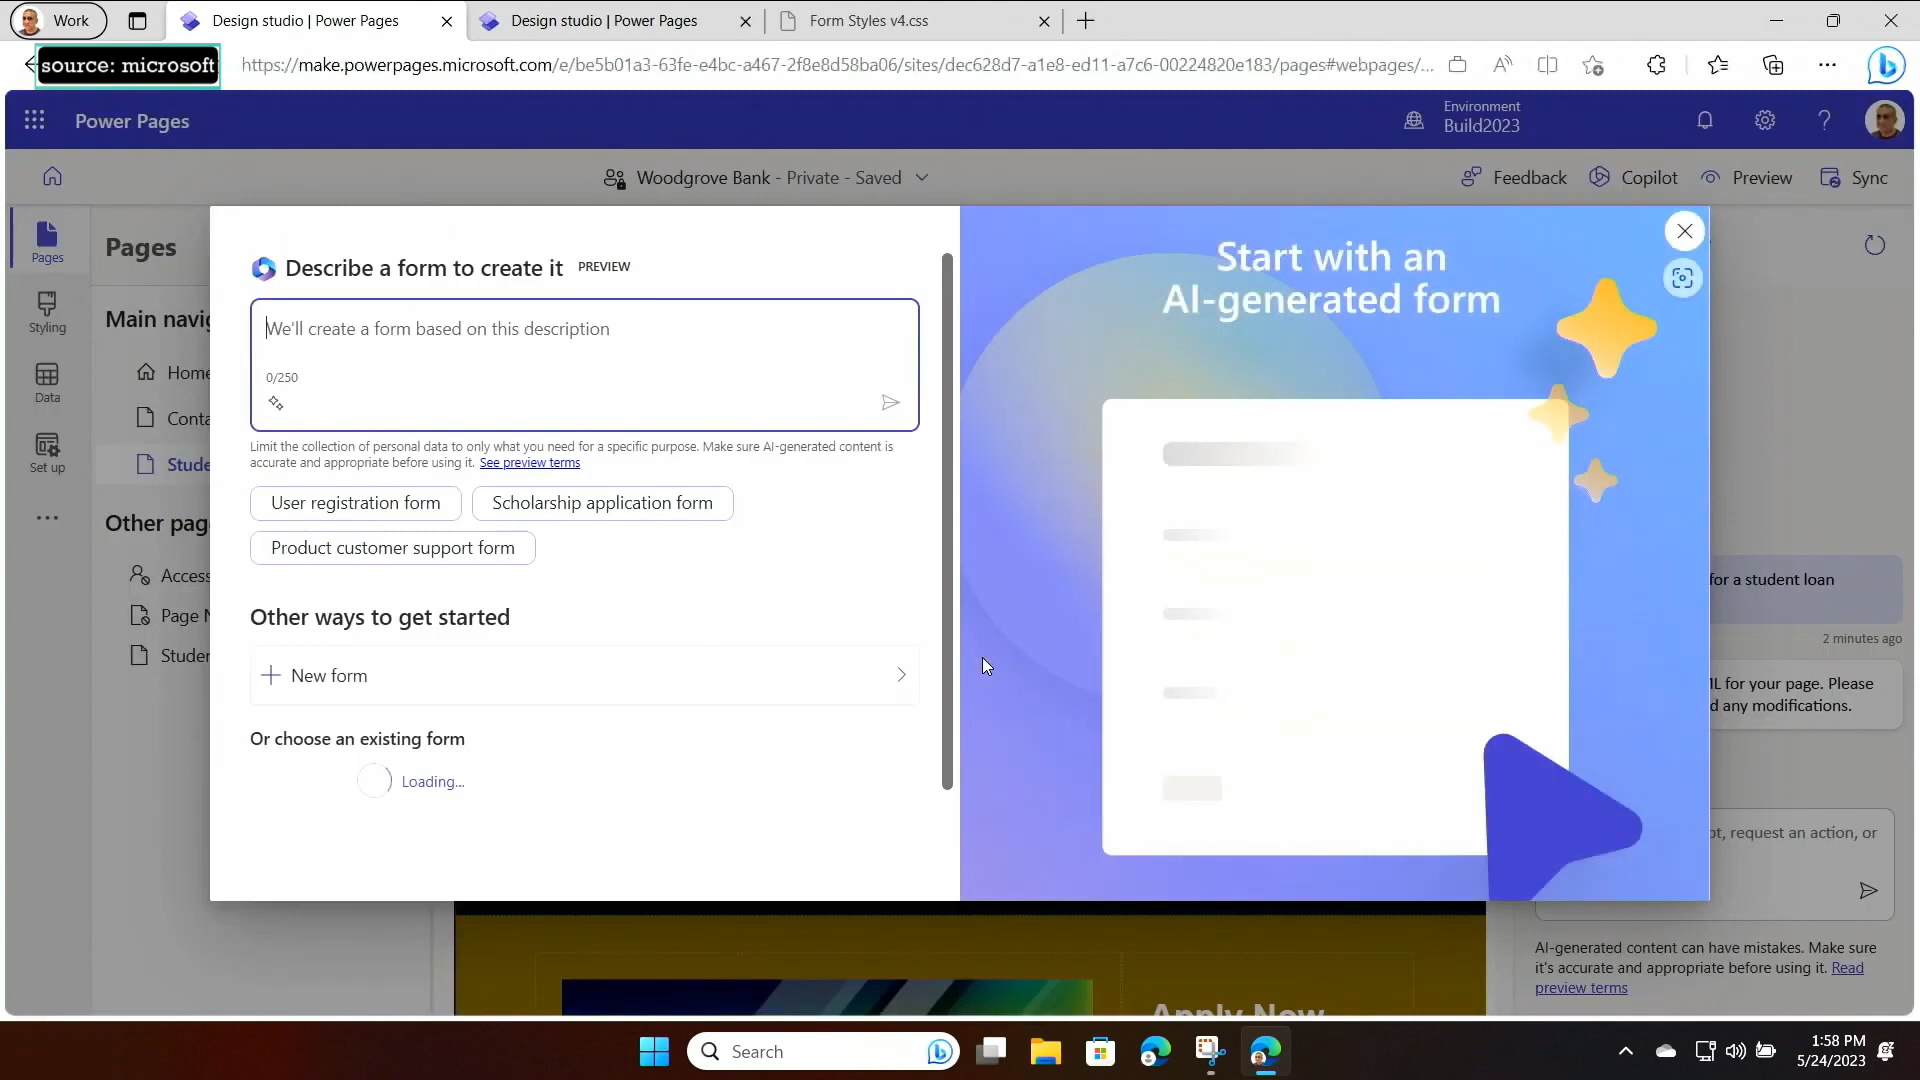 Work
Design studio | Power Pages
Design studio | Power Pages
Form Styles v4.css
source: microsoft
https://make.powerpages.microsoft.com/e/be5b01a3-63fe-e4bc-a467-2f8e8d58ba06/sites/dec628d7-a1e8-ed11-a7c6-00224820e183/pages#webpages/...
Power Pages
Environment
Build2023
Woodgrove Bank - Private - Saved
Feedback
Copilot
Preview
Sync
Pages
Styling
Data
Set up
Pages
Main navig
Home
Conta
Stude
Other pag
Access
Page N
Studen
Describe a form to create it PREVIEW
We'll create a form based on this description
0/250
Limit the collection of personal data to only what you need for a specific purpose. Make sure AI-generated content is
accurate and appropriate before using it. See preview terms
User registration form
Scholarship application form
Product customer support form
Other ways to get started
New form
Or choose an existing form
Loading...
Start with an
AI-generated form
for a student loan
2 minutes ago
ML for your page. Please
d any modifications.
pt, request an action, or
AI-generated content can have mistakes. Make sure
it's accurate and appropriate before using it. Read
preview terms
Apply Now
Search
1:58 PM
5/24/2023